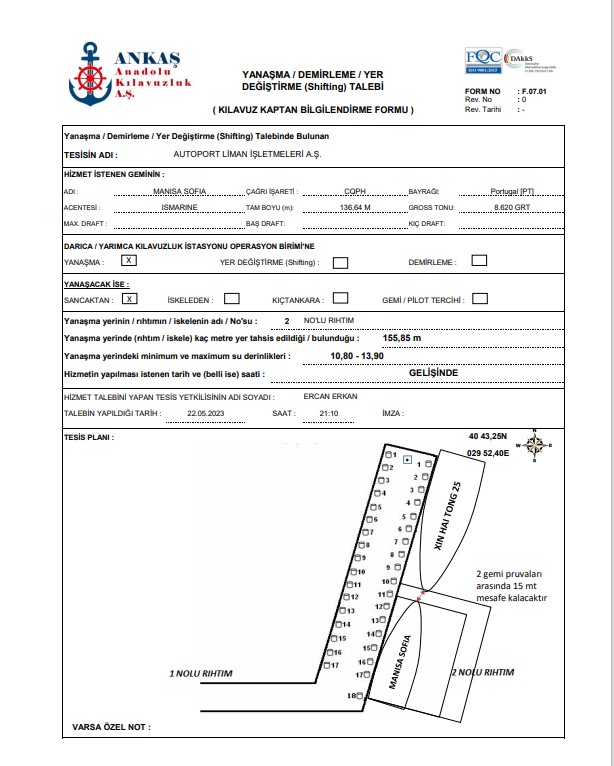 ANKAŞ
Anadolu
Kılavuzluk
A.Ş.
YANAŞMA / DEMİRLEME / YER
DEĞİŞTİRME (Shifting) TALEBİ
( KILAVUZ KAPTAN BİLGİLENDİRME FORMU )
FQC
ISO 9001:2015
DAkkS
FORM NO : F.07.01
Rev. No : 0
Rev. Tarihi : -
Yanaşma / Demirleme / Yer Değiştirme (Shifting) Talebinde Bulunan
TESİSİN ADI : AUTOPORT LİMAN İŞLETMELERİ A.Ş.
HİZMET İSTENEN GEMİNİN :
ADI : MANISA SOFIA ÇAĞRI İŞARETİ : CQPH BAYRAĞI: Portugal [PT]
ACENTESİ : ISMARINE TAM BOYU (m): 136,64 M GROSS TONU: 8.620 GRT
MAX. DRAFT : BAŞ DRAFT: KIÇ DRAFT:
DARICA / YARIMCA KILAVUZLUK İSTASYONU OPERASYON BİRİMİ'NE
YANAŞMA : X YER DEĞİŞTİRME (Shifting) : DEMİRLEME :
YANAŞACAK İSE :
SANCAKTAN : X İSKELEDEN : KIÇTANKARA : GEMİ / PİLOT TERCİHİ :
Yanaşma yerinin / rıhtımın / iskelenin adı / No'su : 2 NO'LU RIHTIM
Yanaşma yerinde (rıhtım / iskele) kaç metre yer tahsis edildiği / bulunduğu : 155,85 m
Yanaşma yerindeki minimum ve maximum su derinlikleri : 10,80 - 13,90
Hizmetin yapılması istenen tarih ve (belli ise) saati : GELİŞİNDE
HİZMET TALEBİNİ YAPAN TESİS YETKİLİSİNİN ADI SOYADI : ERCAN ERKAN
TALEBİN YAPILDIĞI TARİH : 22.05.2023 SAAT : 21:10 İMZA :
TESİS PLANI :
40 43,25N
029 52,40E
N
W E
S
1 1
2 2
3 3
4 4
5 5
6 6
7 7
8 8
9 9
10 10
11 11
12 12
13 13
14 14
15 15
16 16
17 17
18
XIN HAI TONG 25
2 gemi pruvaları
arasında 15 mt
mesafe kalacaktır
MANISA SOFIA
1 NOLU RIHTIM
2 NOLU RIHTIM
VARSA ÖZEL NOT :